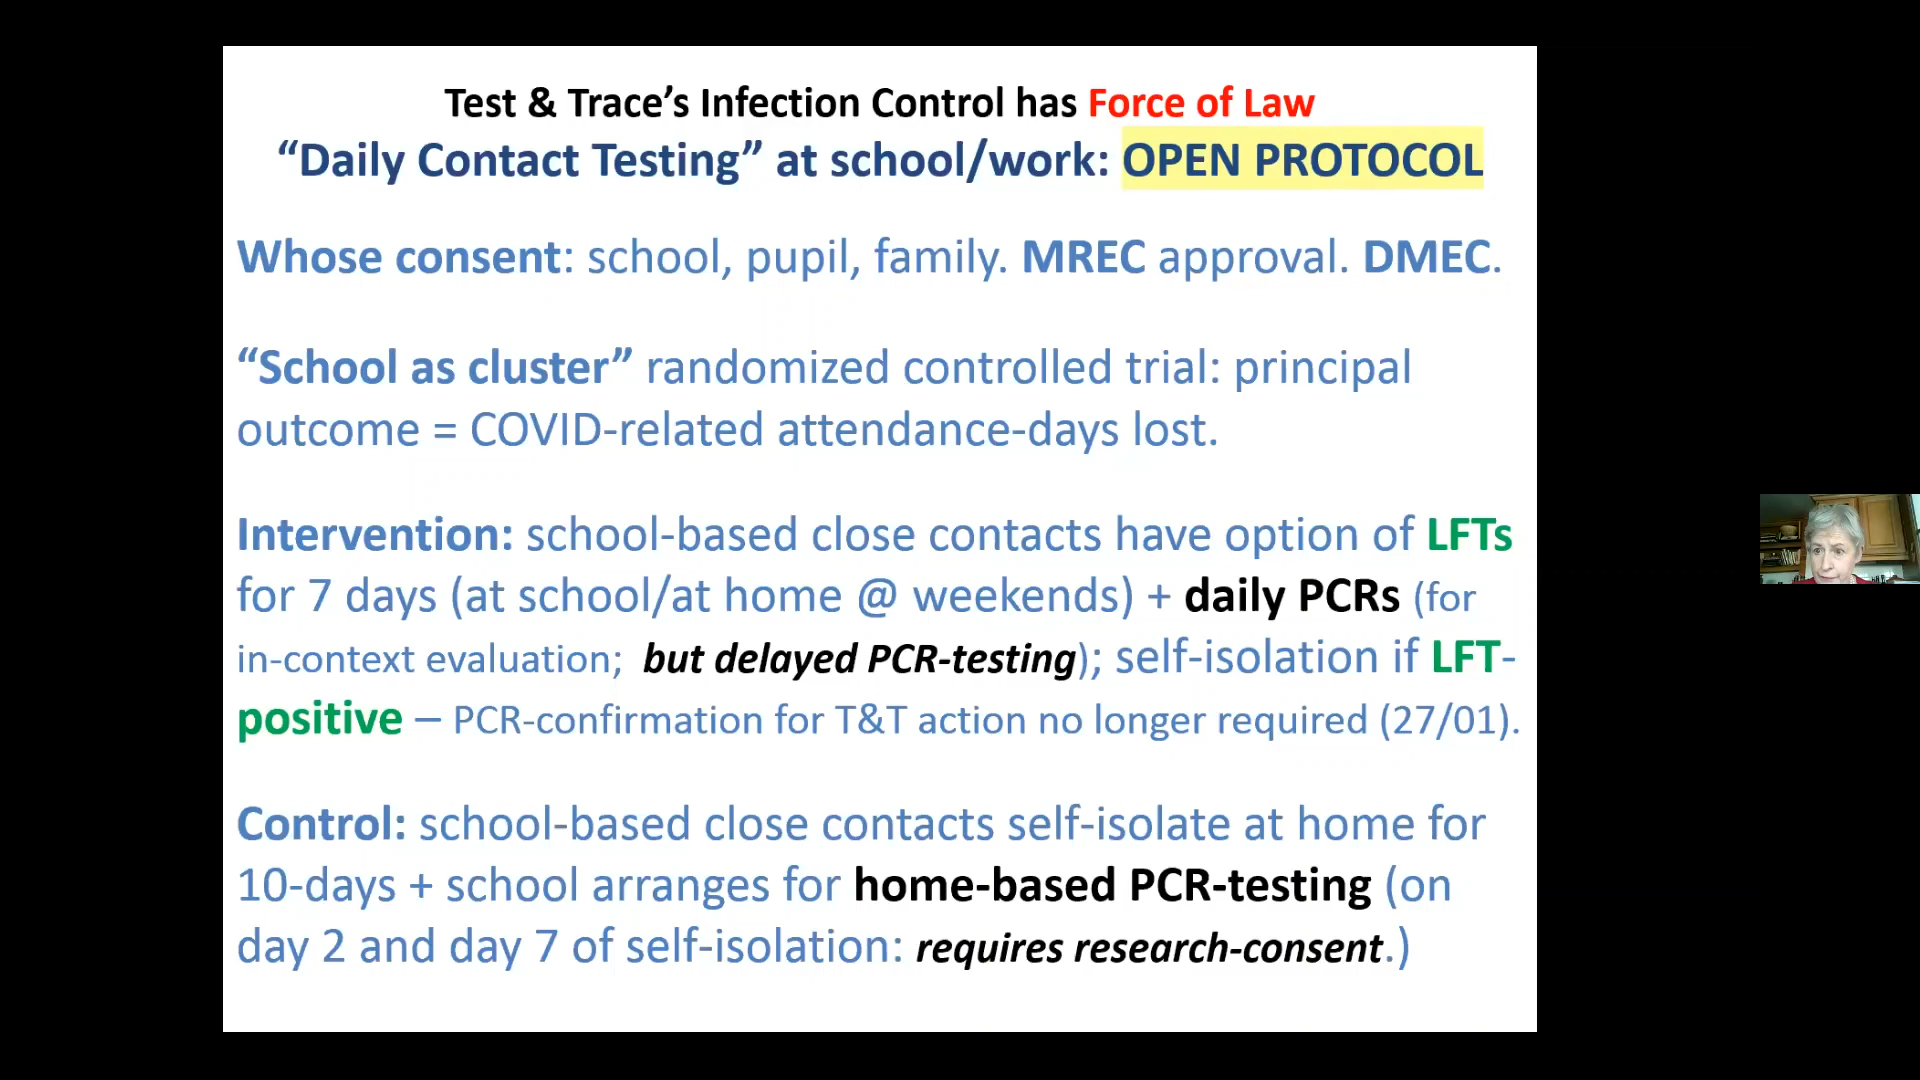 Test & Trace’s Infection Control has Force of Law
“Daily Contact Testing” at school/work: OPEN PROTOCOL
Whose consent: school, pupil, family. MREC approval. DMEC.
“School as cluster” randomized controlled trial: principal
outcome = COVID-related attendance-days lost.
Intervention: school-based close contacts have option of LFTs
for 7 days (at school/at home @ weekends) + daily PCRs (for
in-context evaluation; but delayed PCR-testing); self-isolation if LFT-
positive – PCR-confirmation for T&T action no longer required (27/01).
Control: school-based close contacts self-isolate at home for
10-days + school arranges for home-based PCR-testing (on
day 2 and day 7 of self-isolation: requires research-consent.)